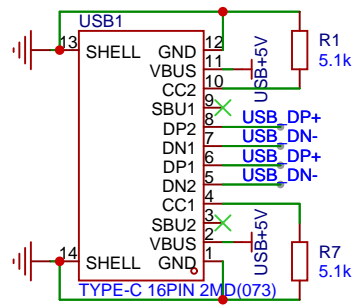 USB1
13 SHELL GND 12
VBUS 11 USB+5V
CC2 10
R1
5.1k
SBU1 9
DP2 8 USB_DP+
DN1 7 USB_DN-
DP1 6 USB_DP+
DN2 5 USB_DN-
CC1 4
SBU2 3
VBUS 2 USB+5V
14 SHELL GND 1
R7
5.1k
TYPE-C 16PIN 2MD(073)